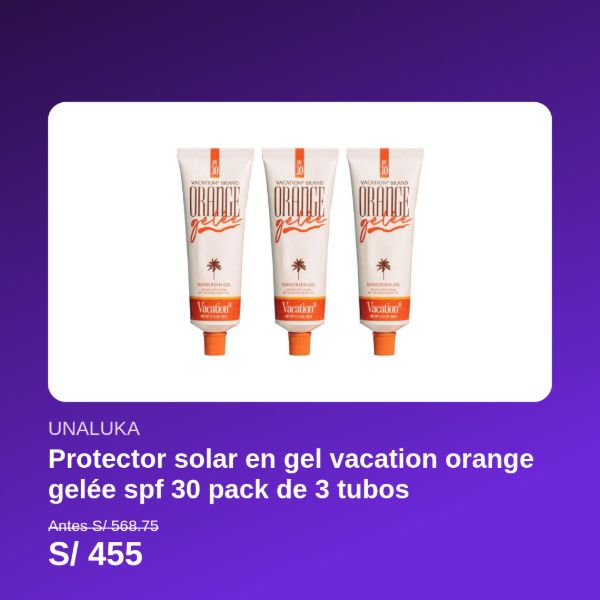 SPF 30
VACATION® BRAND
ORANGE
gelée
SUNSCREEN GEL
Vacation®
SPF 30
VACATION® BRAND
ORANGE
gelée
SUNSCREEN GEL
Vacation®
SPF 30
VACATION® BRAND
ORANGE
gelée
SUNSCREEN GEL
Vacation®
UNALUKA
Protector solar en gel vacation orange
gelée spf 30 pack de 3 tubos
Antes S/ 568.75
S/ 455